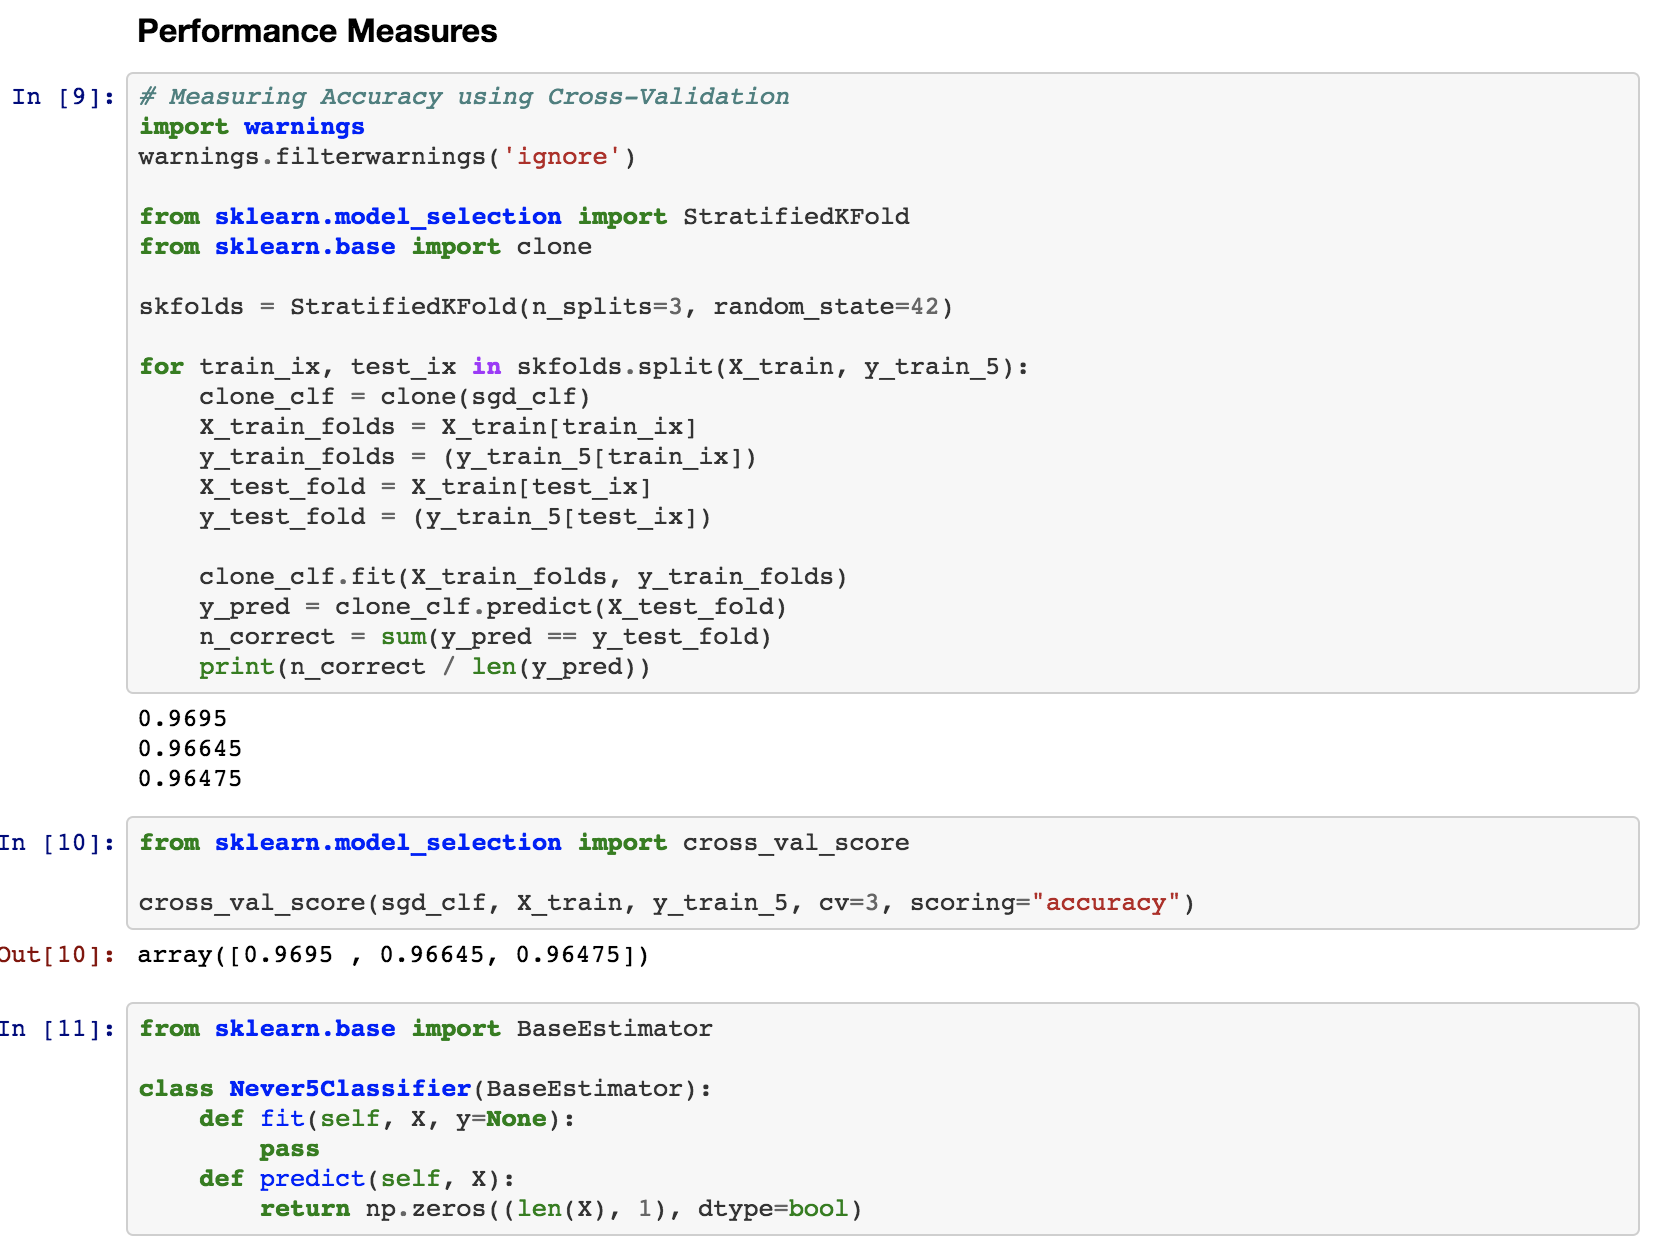 Performance Measures
In [9]:
# Measuring Accuracy using Cross-Validation
import warnings
warnings.filterwarnings('ignore')

from sklearn.model_selection import StratifiedKFold
from sklearn.base import clone

skfolds = StratifiedKFold(n_splits=3, random_state=42)

for train_ix, test_ix in skfolds.split(X_train, y_train_5):
    clone_clf = clone(sgd_clf)
    X_train_folds = X_train[train_ix]
    y_train_folds = (y_train_5[train_ix])
    X_test_fold = X_train[test_ix]
    y_test_fold = (y_train_5[test_ix])

    clone_clf.fit(X_train_folds, y_train_folds)
    y_pred = clone_clf.predict(X_test_fold)
    n_correct = sum(y_pred == y_test_fold)
    print(n_correct / len(y_pred))
0.9695
0.96645
0.96475
In [10]:
from sklearn.model_selection import cross_val_score

cross_val_score(sgd_clf, X_train, y_train_5, cv=3, scoring="accuracy")
Out[10]:
array([0.9695 , 0.96645, 0.96475])
In [11]:
from sklearn.base import BaseEstimator

class Never5Classifier(BaseEstimator):
    def fit(self, X, y=None):
        pass
    def predict(self, X):
        return np.zeros((len(X), 1), dtype=bool)